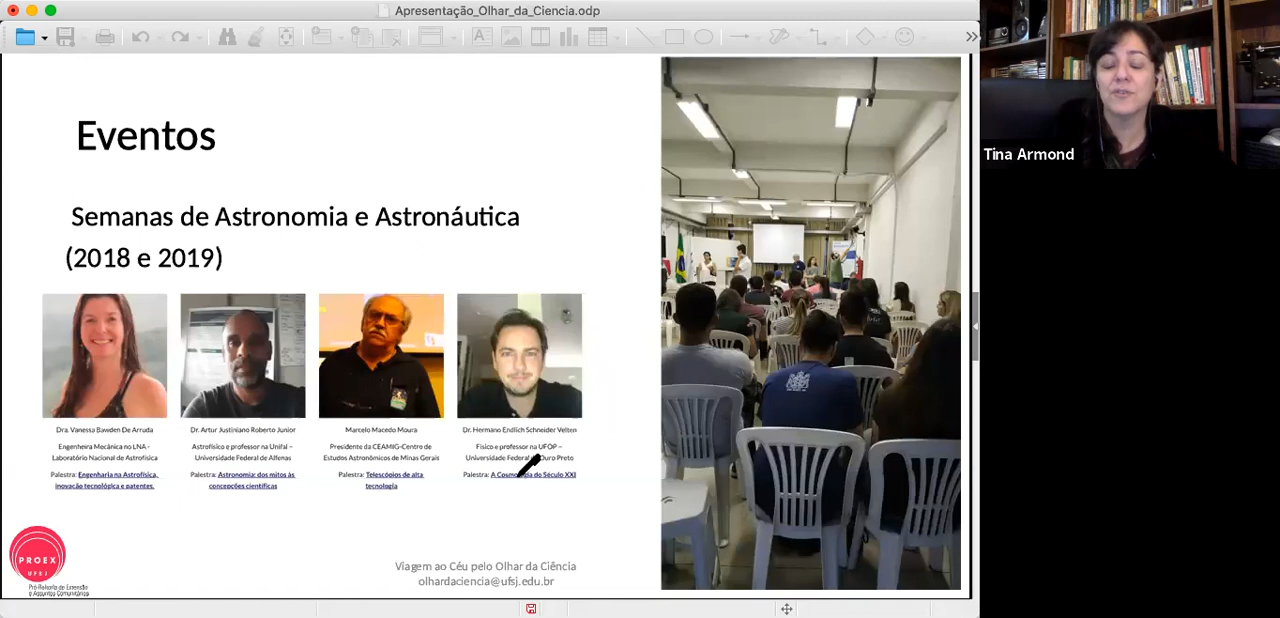 Apresentação_Olhar_da_Ciencia.odp
Eventos
Semanas de Astronomia e Astronáutica
(2018 e 2019)
Dra. Vanessa Bawden De Arruda
Engenheira Mecânica no LNA -
Laboratório Nacional de Astrofísica
Palestra: Engenharia na Astrofísica,
inovação tecnológica e patentes.
Dr. Artur Justiniano Roberto Junior
Astrofísico e professor na Unifal –
Universidade Federal de Alfenas
Palestra: Astronomia: dos mitos às
concepções científicas
Marcelo Macedo Moura
Presidente da CEAMIG-Centro de
Estudos Astronômicos de Minas Gerais
Palestra: Telescópios de alta
tecnologia
Dr. Hermano Endlich Schneider Velten
Físico e professor na UFOP –
Universidade Federal Ouro Preto
Palestra: A Cosmologia do Século XXI
PROEX
UFSJ
Pró-Reitoria de Extensão
e Assuntos Comunitários
Viagem ao Céu pelo Olhar da Ciência
olhardaciencia@ufsj.edu.br
Tina Armond